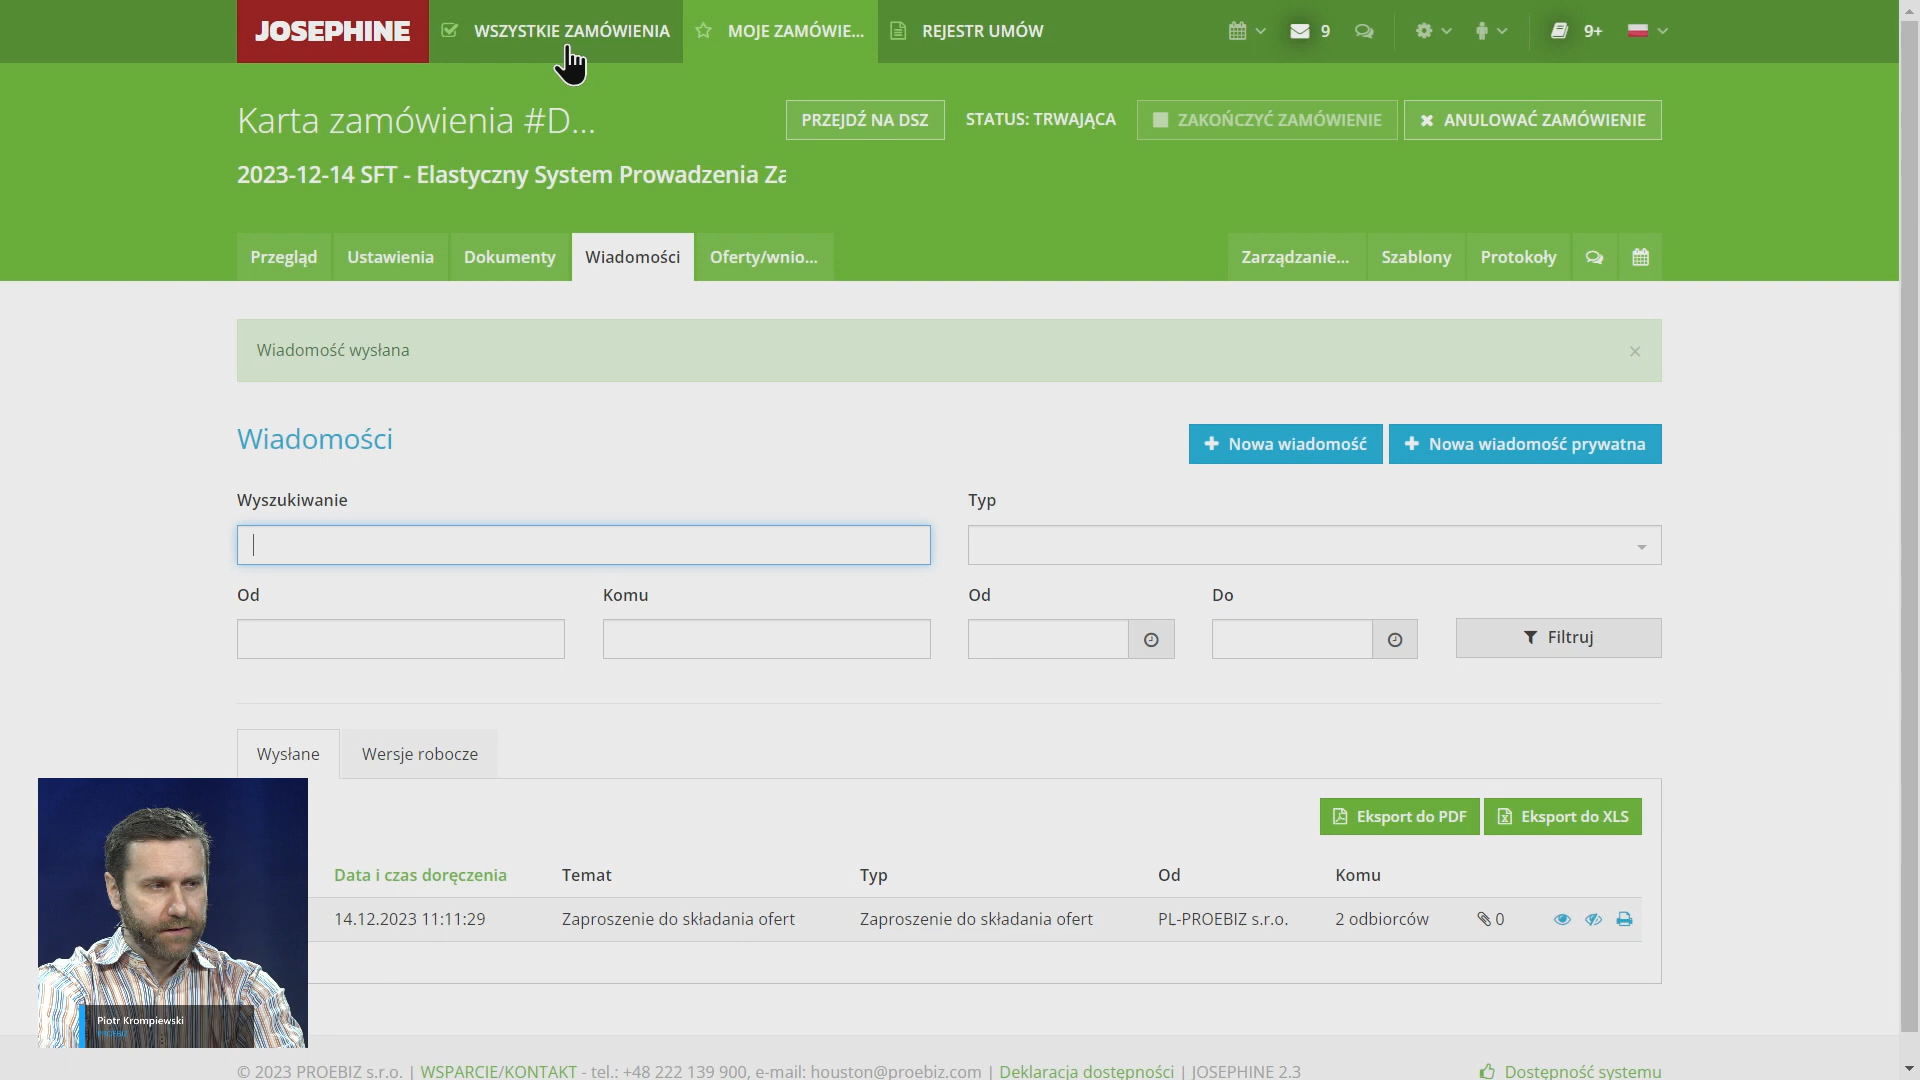 JOSEPHINE WSZYSTKIE ZAMÓWIENIA MOJE ZAMÓWIE... REJESTR UMÓW 9 9+
Karta zamówienia #D... PRZEJDŹ NA DSZ STATUS: TRWAJĄCA ZAKOŃCZYĆ ZAMÓWIENIE ANULOWAĆ ZAMÓWIENIE
2023-12-14 SFT - Elastyczny System Prowadzenia Za
Przegląd Ustawienia Dokumenty Wiadomości Oferty/wnio... Zarządzanie... Szablony Protokoły
Wiadomość wysłana ×
Wiadomości Nowa wiadomość Nowa wiadomość prywatna
Wyszukiwanie Typ
Od Komu Od Do
Filtruj
Wysłane Wersje robocze
Eksport do PDF Eksport do XLS
Data i czas doręczenia Temat Typ Od Komu
14.12.2023 11:11:29 Zaproszenie do składania ofert Zaproszenie do składania ofert PL-PROEBIZ s.r.o. 2 odbiorców 0
Piotr Krompiewski
PROEBIZ
© 2023 PROEBIZ s.r.o. | WSPARCIE/KONTAKT - tel.: +48 222 139 900, e-mail: houston@proebiz.com | Deklaracja dostępności | JOSEPHINE 2.3 Dostępność systemu